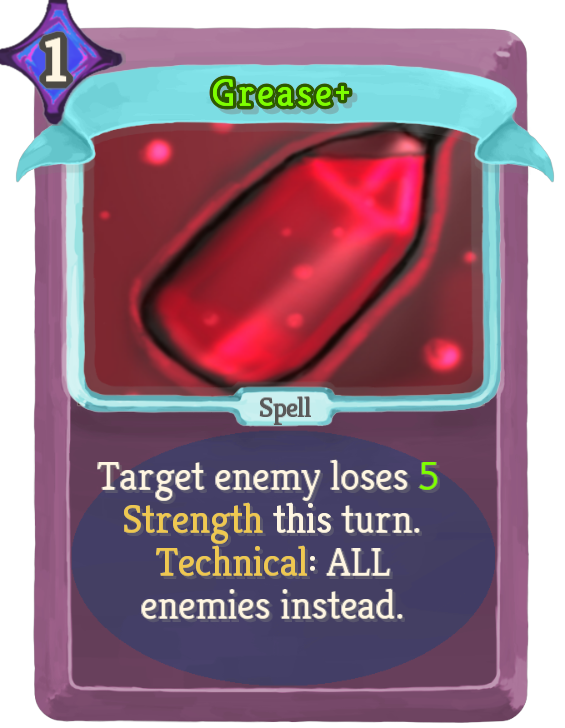 1
Grease+
Spell
Target enemy loses 5
Strength this turn.
Technical: ALL
enemies instead.